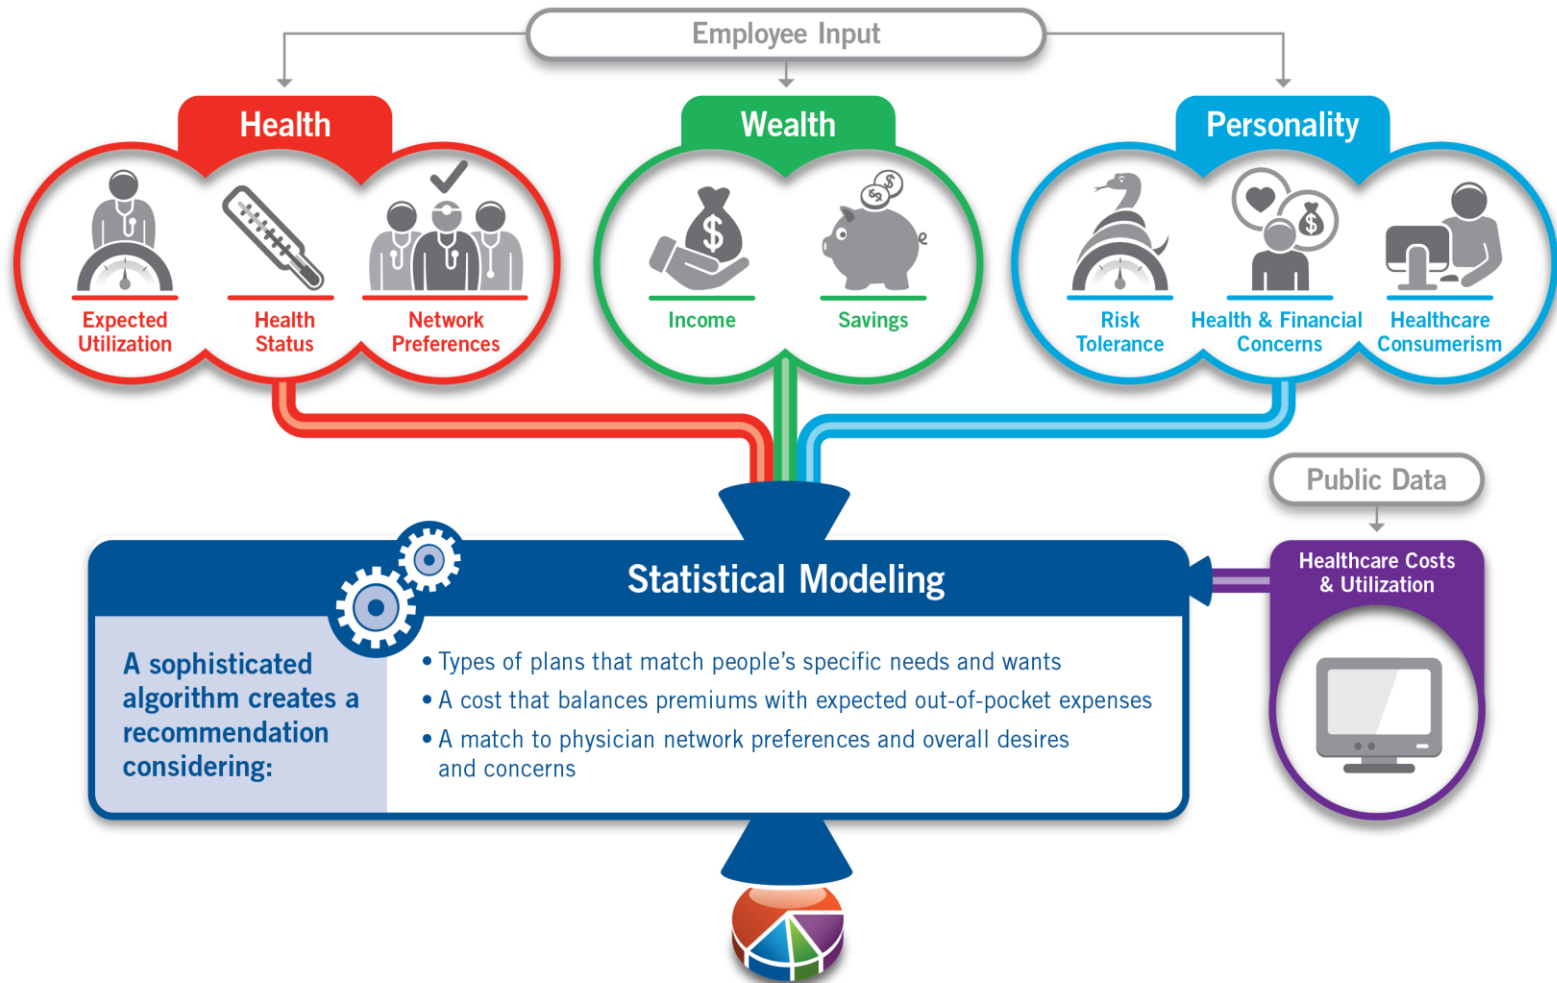 Employee Input
Health
Wealth
Personality
Expected
Utilization
Health
Status
Network
Preferences
Income
Savings
Risk
Tolerance
Health & Financial
Concerns
Healthcare
Consumerism
Public Data
Healthcare Costs
& Utilization
Statistical Modeling
A sophisticated
algorithm creates a
recommendation
considering:
• Types of plans that match people’s specific needs and wants
• A cost that balances premiums with expected out-of-pocket expenses
• A match to physician network preferences and overall desires
and concerns
$
$
$
$